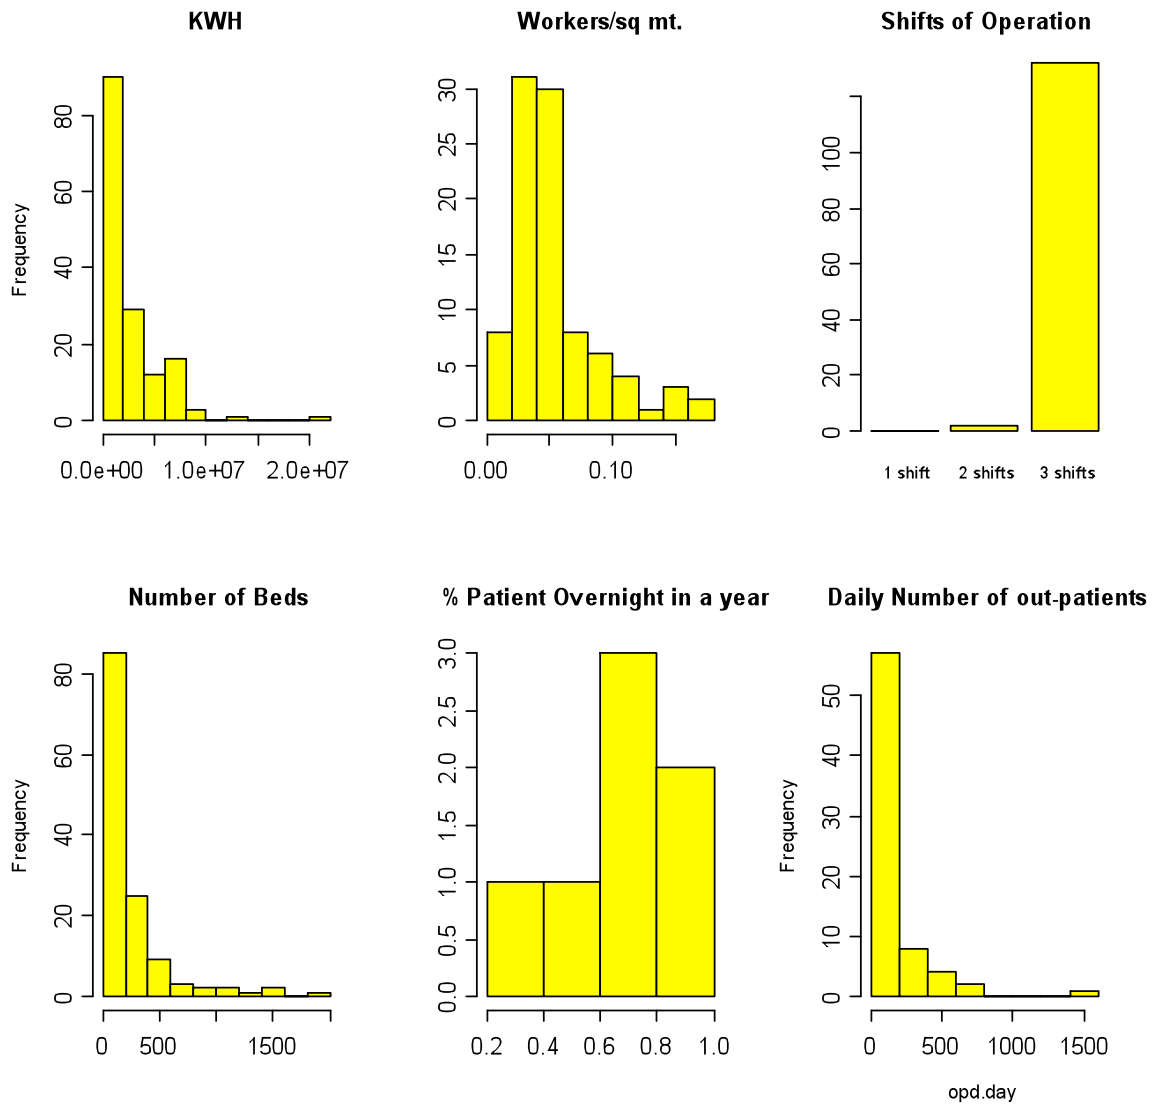 KWH
Frequency
0 20 40 60 80
0.0e+00 1.0e+07 2.0e+07
Workers/sq mt.
0 5 10 15 20 25 30
0.00 0.10
Shifts of Operation
0 20 40 60 80 100
1 shift 2 shifts 3 shifts
Number of Beds
Frequency
0 20 40 60 80
0 500 1500
% Patient Overnight in a year
0.0 0.5 1.0 1.5 2.0 2.5 3.0
0.2 0.4 0.6 0.8 1.0
Daily Number of out-patients
Frequency
0 10 20 30 40 50
0 500 1000 1500
opd.day